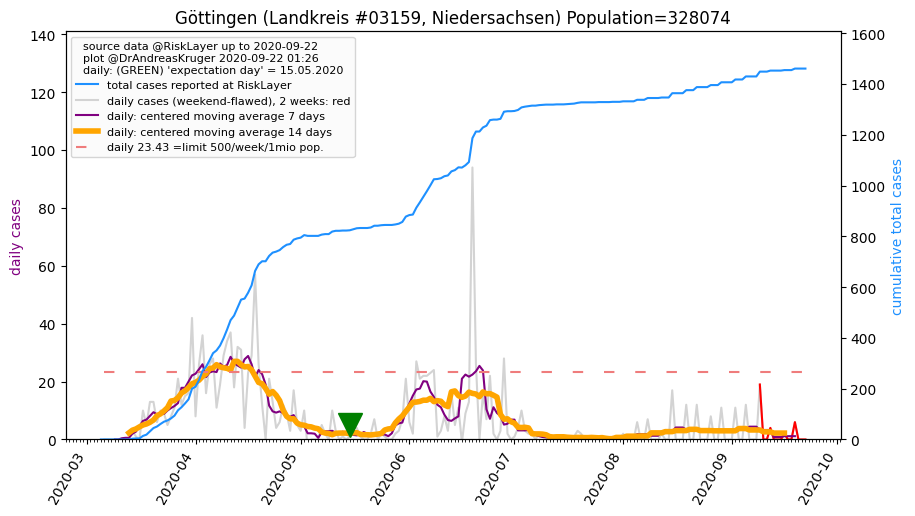 Göttingen (Landkreis #03159, Niedersachsen) Population=328074
source data @RiskLayer up to 2020-09-22
plot @DrAndreasKruger 2020-09-22 01:26
daily: (GREEN) 'expectation day' = 15.05.2020
total cases reported at RiskLayer
daily cases (weekend-flawed), 2 weeks: red
daily: centered moving average 7 days
daily: centered moving average 14 days
daily 23.43 =limit 500/week/1mio pop.
daily cases
140
120
100
80
60
40
20
0
cumulative total cases
1600
1400
1200
1000
800
600
400
200
0
2020-03
2020-04
2020-05
2020-06
2020-07
2020-08
2020-09
2020-10